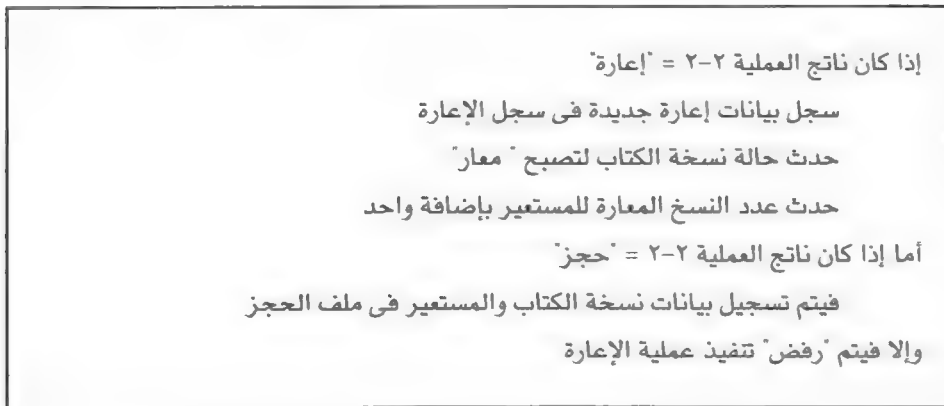 إذا كان ناتج العملية ٢-٢ = "إعارة"
سجل بيانات إعارة جديدة فى سجل الإعارة
حدث حالة نسخة الكتاب لتصبح " معار"
حدث عدد النسخ المعارة للمستعير بإضافة واحد
أما إذا كان ناتج العملية ٢-٢ = "حجز"
فيتم تسجيل بيانات نسخة الكتاب والمستعير فى ملف الحجز
وإلا فيتم "رفض" تنفيذ عملية الإعارة